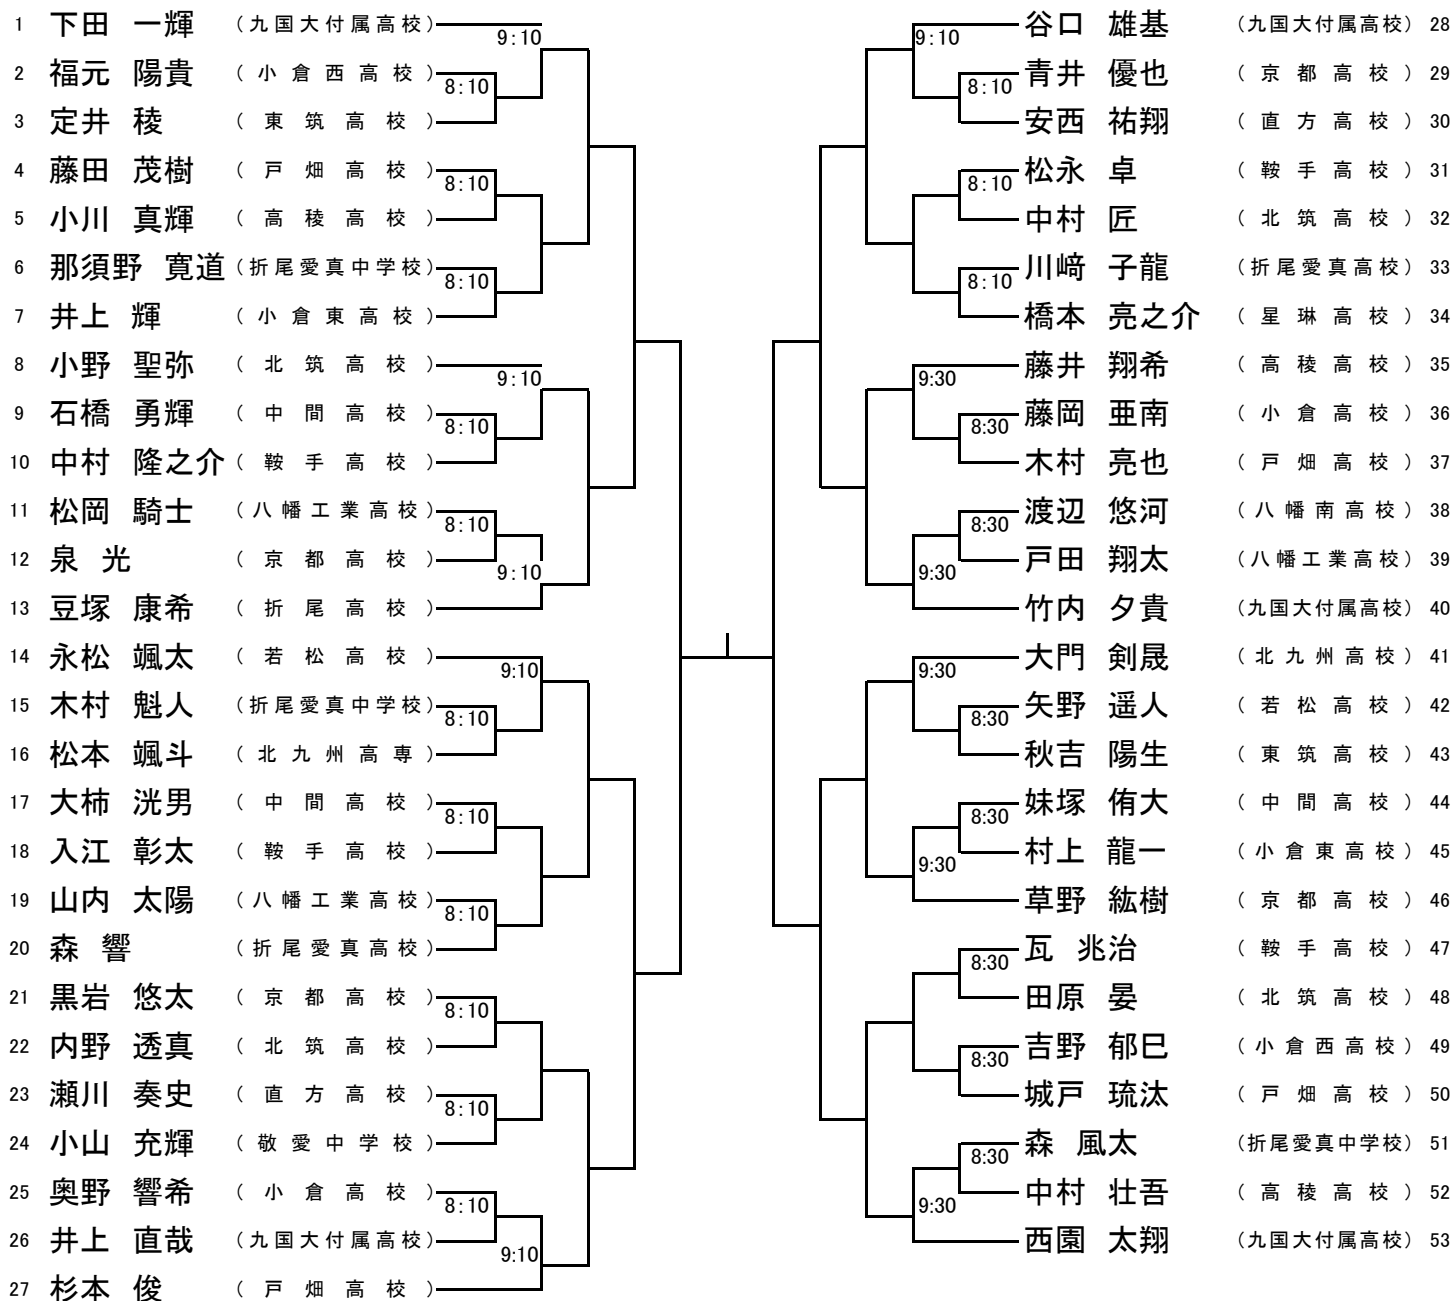 1 下田 一輝 (九国大付属高校)
9:10
2 福元 陽貴 (小倉西高校)
8:10
3 定井 稜 (東筑高校)
4 藤田 茂樹 (戸畑高校)
8:10
5 小川 真輝 (高稜高校)
6 那須野 寛道 (折尾愛真中学校)
8:10
7 井上 輝 (小倉東高校)
8 小野 聖弥 (北筑高校)
9:10
9 石橋 勇輝 (中間高校)
8:10
10 中村 隆之介 (鞍手高校)
11 松岡 騎士 (八幡工業高校)
8:10
12 泉 光 (京都高校)
9:10
13 豆塚 康希 (折尾高校)
14 永松 颯太 (若松高校)
9:10
15 木村 魁人 (折尾愛真中学校)
8:10
16 松本 颯斗 (北九州高専)
17 大柿 洸男 (中間高校)
8:10
18 入江 彰太 (鞍手高校)
19 山内 太陽 (八幡工業高校)
8:10
20 森 響 (折尾愛真高校)
21 黒岩 悠太 (京都高校)
8:10
22 内野 透真 (北筑高校)
23 瀬川 奏史 (直方高校)
8:10
24 小山 充輝 (敬愛中学校)
25 奥野 響希 (小倉高校)
8:10
26 井上 直哉 (九国大付属高校)
9:10
27 杉本 俊 (戸畑高校)
谷口 雄基 (九国大付属高校) 28
9:10
青井 優也 (京都高校) 29
8:10
安西 祐翔 (直方高校) 30
松永 卓 (鞍手高校) 31
8:10
中村 匠 (北筑高校) 32
川﨑 子龍 (折尾愛真高校) 33
8:10
橋本 亮之介 (星琳高校) 34
藤井 翔希 (高稜高校) 35
9:30
藤岡 亜南 (小倉高校) 36
8:30
木村 亮也 (戸畑高校) 37
渡辺 悠河 (八幡南高校) 38
8:30
戸田 翔太 (八幡工業高校) 39
9:30
竹内 夕貴 (九国大付属高校) 40
大門 剣晟 (北九州高校) 41
9:30
矢野 遥人 (若松高校) 42
8:30
秋吉 陽生 (東筑高校) 43
妹塚 侑大 (中間高校) 44
8:30
村上 龍一 (小倉東高校) 45
9:30
草野 紘樹 (京都高校) 46
瓦 兆治 (鞍手高校) 47
8:30
田原 晏 (北筑高校) 48
吉野 郁巳 (小倉西高校) 49
8:30
城戸 琉汰 (戸畑高校) 50
森 風太 (折尾愛真中学校) 51
8:30
中村 壮吾 (高稜高校) 52
9:30
西園 太翔 (九国大付属高校) 53